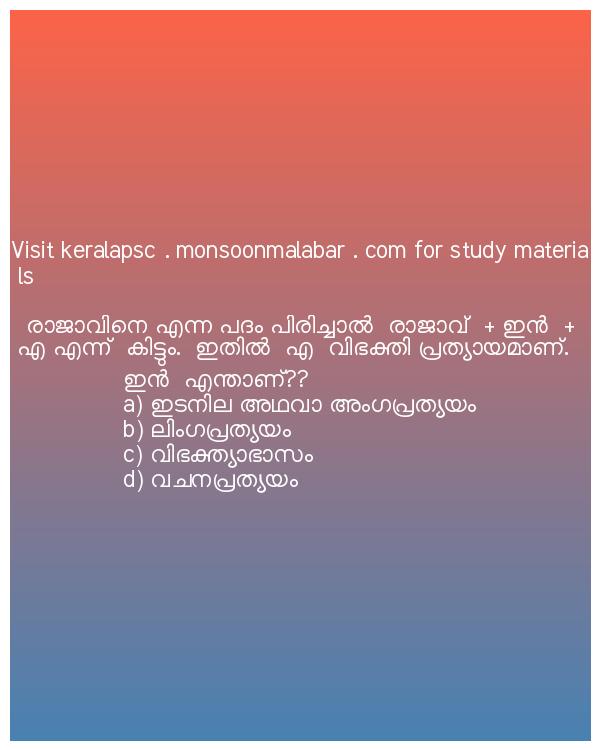 Visit keralapsc . monsoonmalabar . com for study materia
ls
രാജാവിനെ എന്ന പദം പിരിച്ചാൽ രാജാവ് + ഇൻ +
എ എന്ന് കിട്ടും. ഇതിൽ എ വിഭക്തി പ്രത്യായമാണ്.
ഇൻ എന്താണ്??
a) ഇടനില അഥവാ അംഗപ്രത്യയം
b) ലിംഗപ്രത്യയം
c) വിഭക്ത്യാഭാസം
d) വചനപ്രത്യയം